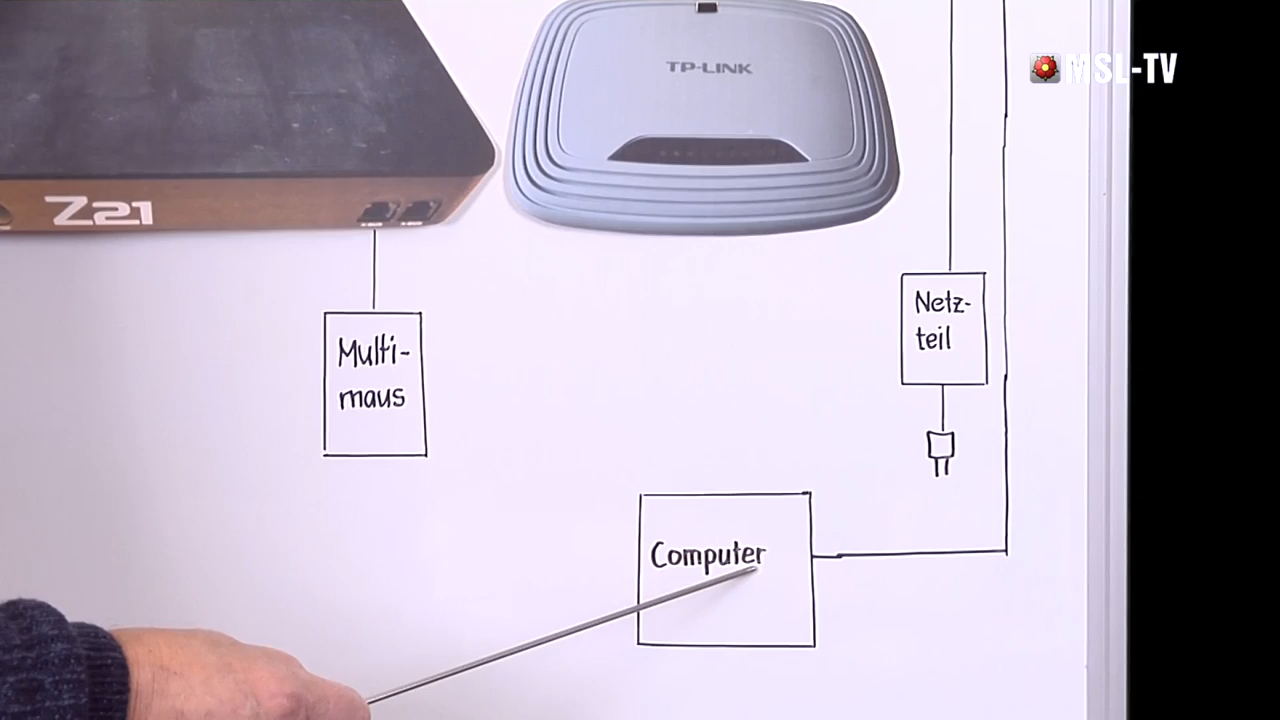 TP-LINK
MSL-TV
Z21
Netz-
teil
Multi-
maus
Computer